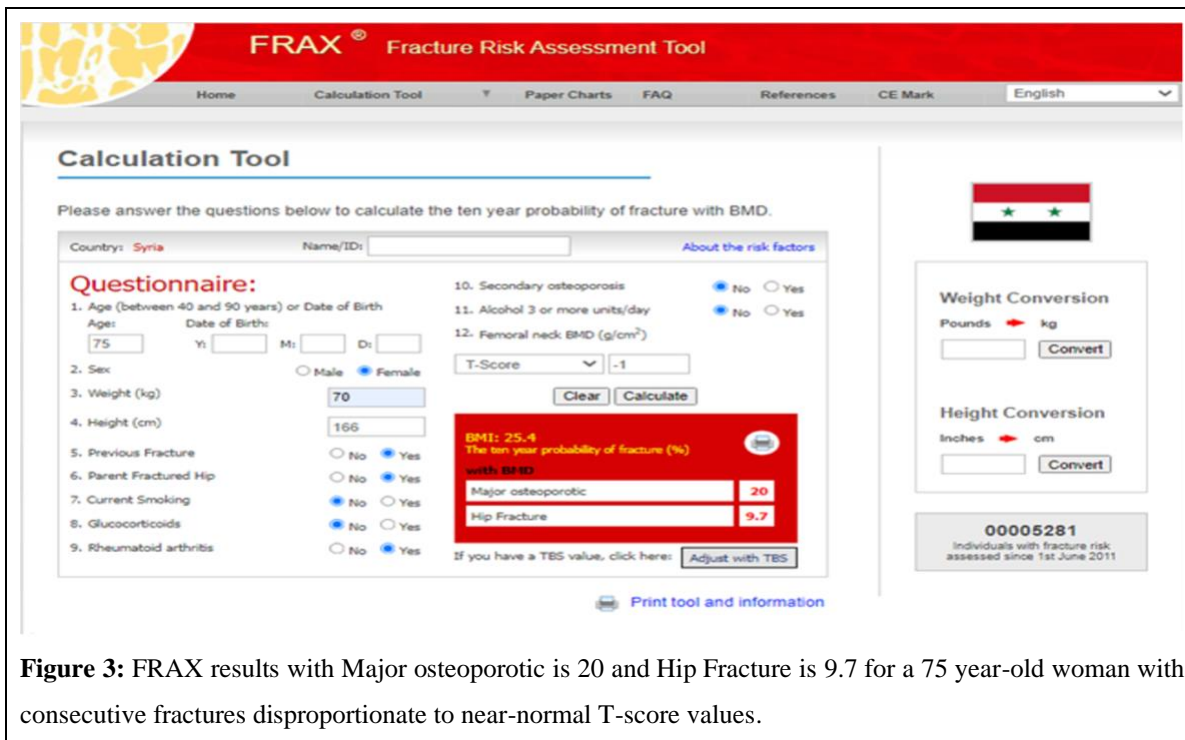 FRAX ® Fracture Risk Assessment Tool
Home Calculation Tool ▼ Paper Charts FAQ References CE Mark English
Calculation Tool
Please answer the questions below to calculate the ten year probability of fracture with BMD.
Country: Syria Name/ID: About the risk factors
Questionnaire:
1. Age (between 40 and 90 years) or Date of Birth
Age: Date of Birth:
75 Y: M: D:
2. Sex Male Female
3. Weight (kg) 70
4. Height (cm) 166
5. Previous Fracture No Yes
6. Parent Fractured Hip No Yes
7. Current Smoking No Yes
8. Glucocorticoids No Yes
9. Rheumatoid arthritis No Yes
10. Secondary osteoporosis No Yes
11. Alcohol 3 or more units/day No Yes
12. Femoral neck BMD (g/cm²)
T-Score -1
Clear Calculate
BMI: 25.4
The ten year probability of fracture (%)
with BMD
Major osteoporotic 20
Hip Fracture 9.7
If you have a TBS value, click here: Adjust with TBS
Print tool and information
Weight Conversion
Pounds kg
Convert
Height Conversion
Inches cm
Convert
00005281
Individuals with fracture risk
assessed since 1st June 2011
Figure 3: FRAX results with Major osteoporotic is 20 and Hip Fracture is 9.7 for a 75 year-old woman with
consecutive fractures disproportionate to near-normal T-score values.